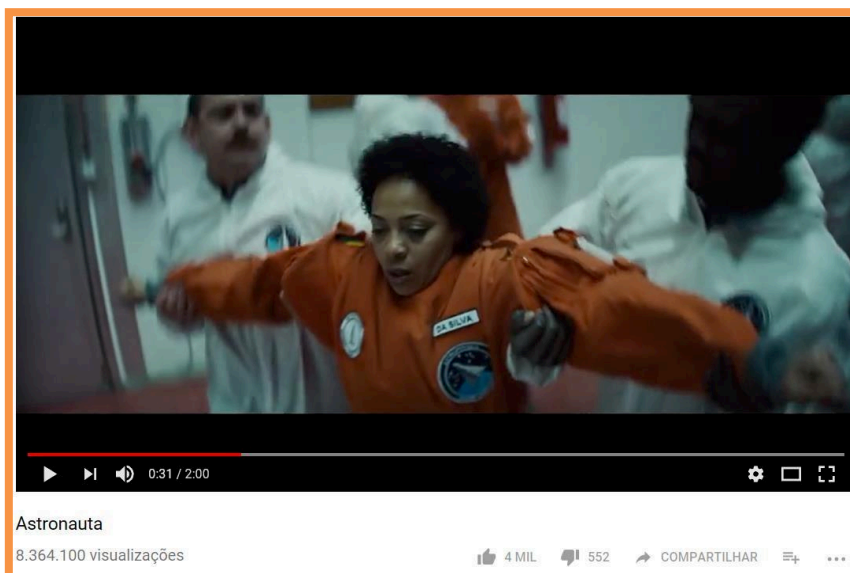 DA SILVA
0:31 / 2:00
Astronauta
8.364.100 visualizações
4 MIL 552 COMPARTILHAR